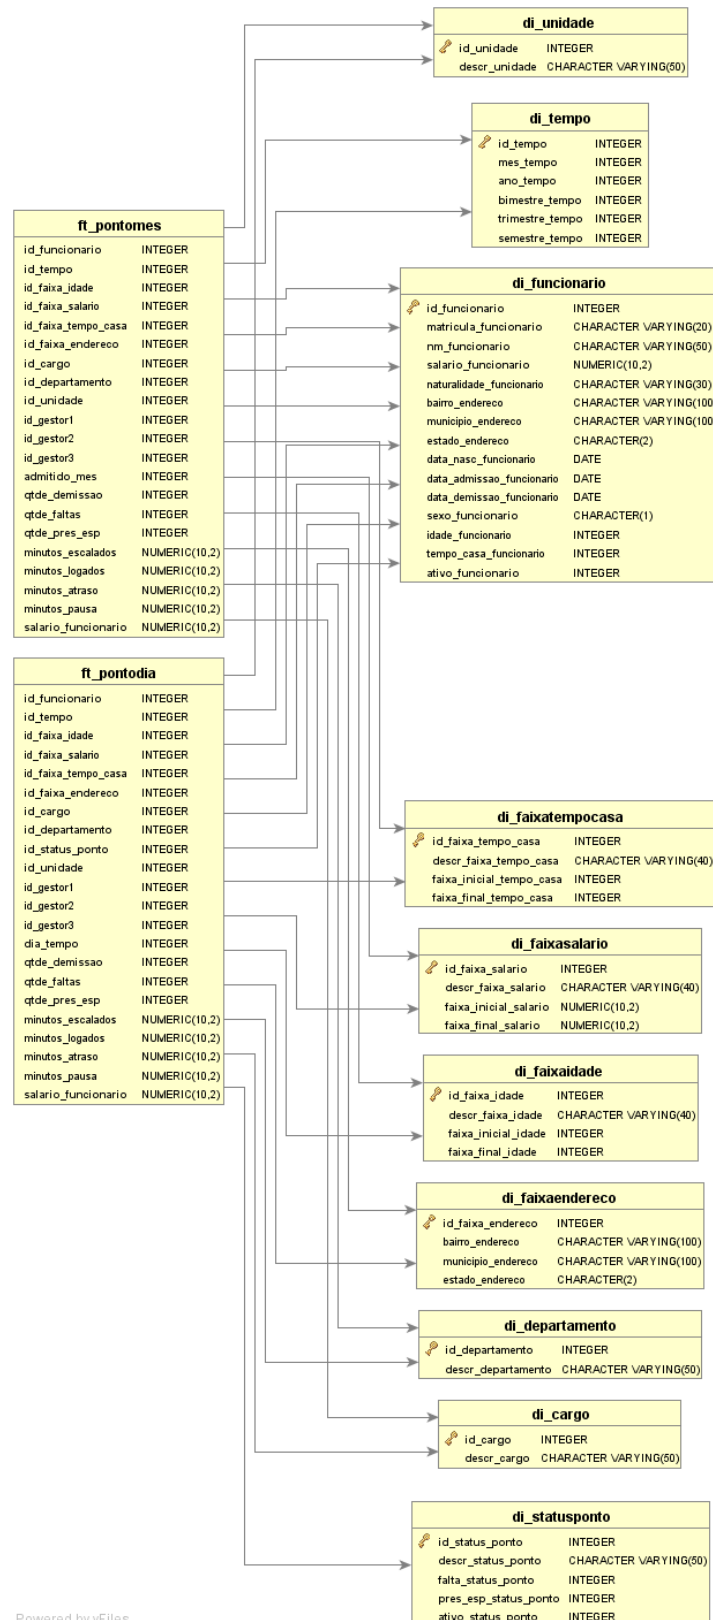 di_unidade
id_unidade INTEGER
descr_unidade CHARACTER VARYING(50)
di_tempo
id_tempo INTEGER
mes_tempo INTEGER
ano_tempo INTEGER
bimestre_tempo INTEGER
trimestre_tempo INTEGER
semestre_tempo INTEGER
ft_pontomes
id_funcionario INTEGER
id_tempo INTEGER
id_faixa_idade INTEGER
id_faixa_salario INTEGER
id_faixa_tempo_casa INTEGER
id_faixa_endereco INTEGER
id_cargo INTEGER
id_departamento INTEGER
id_unidade INTEGER
id_gestor1 INTEGER
id_gestor2 INTEGER
id_gestor3 INTEGER
admitido_mes INTEGER
qtde_demissao INTEGER
qtde_faltas INTEGER
qtde_pres_esp INTEGER
minutos_escalados NUMERIC(10,2)
minutos_logados NUMERIC(10,2)
minutos_atraso NUMERIC(10,2)
minutos_pausa NUMERIC(10,2)
salario_funcionario NUMERIC(10,2)
di_funcionario
id_funcionario INTEGER
matricula_funcionario CHARACTER VARYING(20)
nm_funcionario CHARACTER VARYING(50)
salario_funcionario NUMERIC(10,2)
naturalidade_funcionario CHARACTER VARYING(30)
bairro_endereco CHARACTER VARYING(100
municipio_endereco CHARACTER VARYING(100
estado_endereco CHARACTER(2)
data_nasc_funcionario DATE
data_admissao_funcionario DATE
data_demissao_funcionario DATE
sexo_funcionario CHARACTER(1)
idade_funcionario INTEGER
tempo_casa_funcionario INTEGER
ativo_funcionario INTEGER
ft_pontodia
id_funcionario INTEGER
id_tempo INTEGER
id_faixa_idade INTEGER
id_faixa_salario INTEGER
id_faixa_tempo_casa INTEGER
id_faixa_endereco INTEGER
id_cargo INTEGER
id_departamento INTEGER
id_status_ponto INTEGER
id_unidade INTEGER
id_gestor1 INTEGER
id_gestor2 INTEGER
id_gestor3 INTEGER
dia_tempo INTEGER
qtde_demissao INTEGER
qtde_faltas INTEGER
qtde_pres_esp INTEGER
minutos_escalados NUMERIC(10,2)
minutos_logados NUMERIC(10,2)
minutos_atraso NUMERIC(10,2)
minutos_pausa NUMERIC(10,2)
salario_funcionario NUMERIC(10,2)
di_faixatempocasa
id_faixa_tempo_casa INTEGER
descr_faixa_tempo_casa CHARACTER VARYING(40)
faixa_inicial_tempo_casa INTEGER
faixa_final_tempo_casa INTEGER
di_faixasalario
id_faixa_salario INTEGER
descr_faixa_salario CHARACTER VARYING(40)
faixa_inicial_salario NUMERIC(10,2)
faixa_final_salario NUMERIC(10,2)
di_faixaidade
id_faixa_idade INTEGER
descr_faixa_idade CHARACTER VARYING(40)
faixa_inicial_idade INTEGER
faixa_final_idade INTEGER
di_faixaendereco
id_faixa_endereco INTEGER
bairro_endereco CHARACTER VARYING(100)
municipio_endereco CHARACTER VARYING(100)
estado_endereco CHARACTER(2)
di_departamento
id_departamento INTEGER
descr_departamento CHARACTER VARYING(50)
di_cargo
id_cargo INTEGER
descr_cargo CHARACTER VARYING(50)
di_statusponto
id_status_ponto INTEGER
descr_status_ponto CHARACTER VARYING(50)
falta_status_ponto INTEGER
pres_esp_status_ponto INTEGER
ativo_status_ponto INTEGER
Powered by yFiles